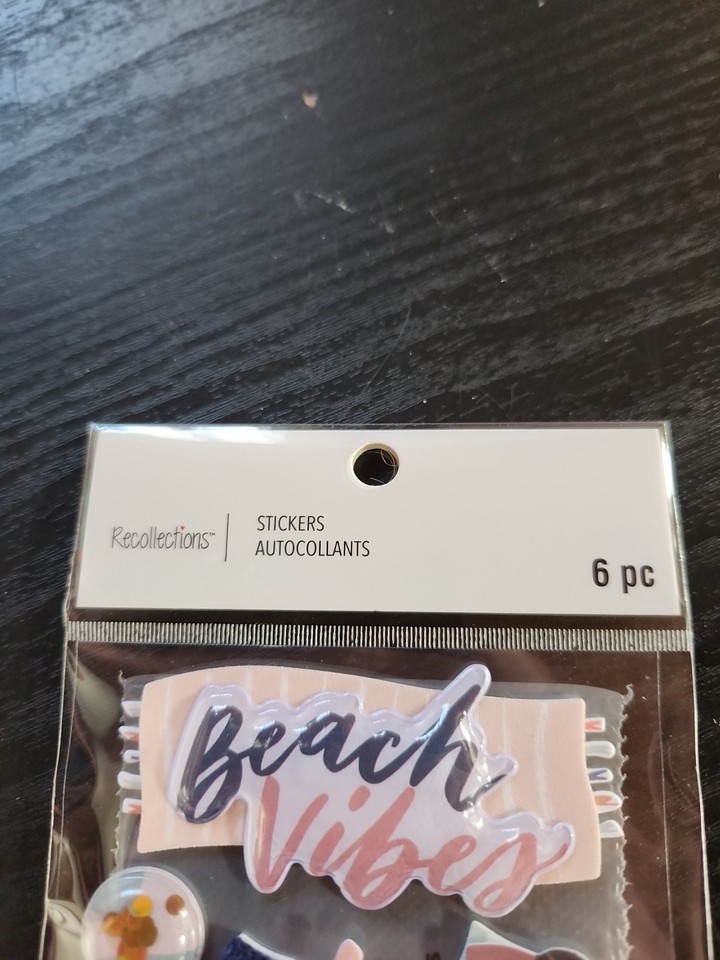 Recollections™
STICKERS
AUTOCOLLANTS
6 pc
Beach
Vibes